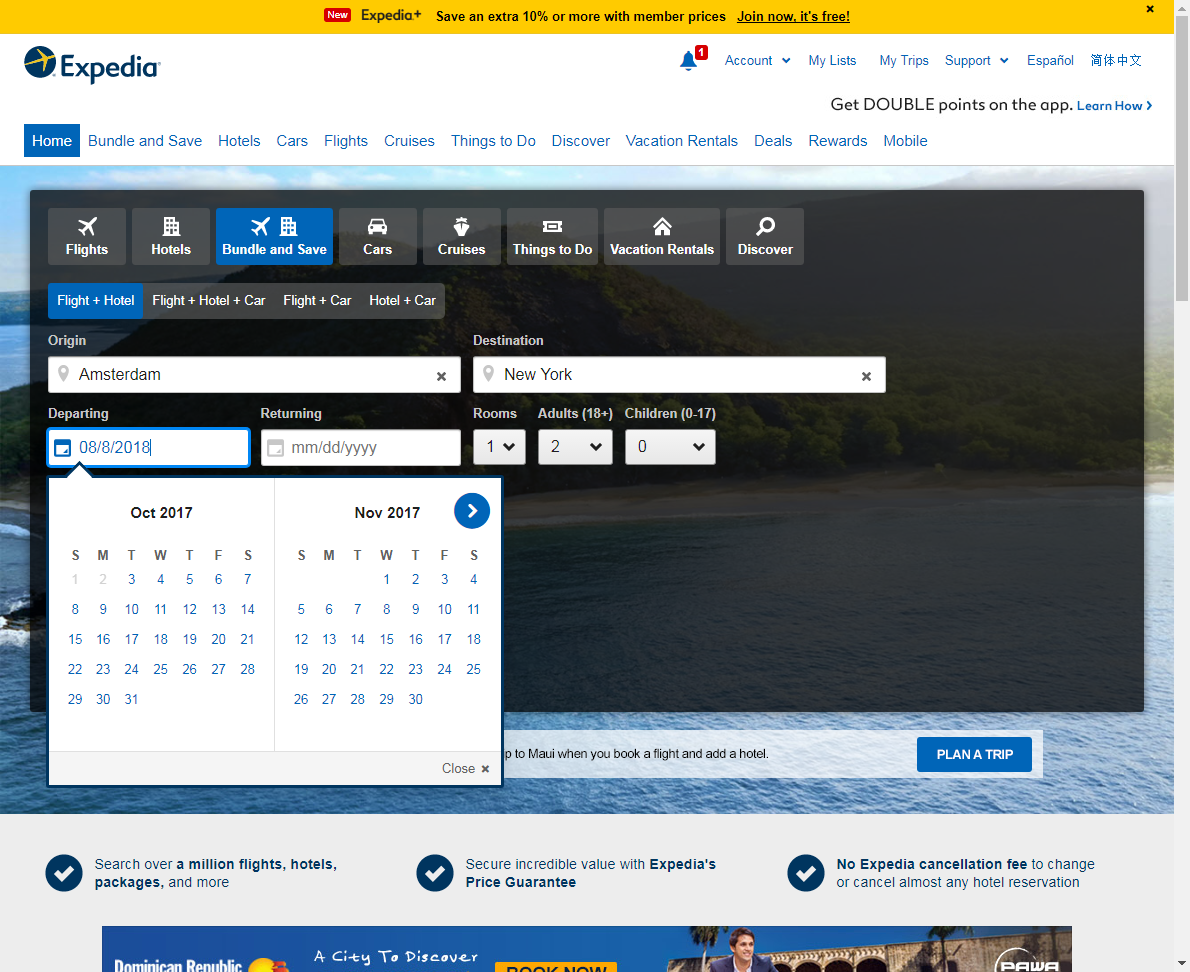 New Expedia+ Save an extra 10% or more with member prices Join now, it's free!
Expedia
1 Account My Lists My Trips Support Español 简体中文
Get DOUBLE points on the app. Learn How
Home Bundle and Save Hotels Cars Flights Cruises Things to Do Discover Vacation Rentals Deals Rewards Mobile
Flights Hotels Bundle and Save Cars Cruises Things to Do Vacation Rentals Discover
Flight + Hotel Flight + Hotel + Car Flight + Car Hotel + Car
Origin Destination
Amsterdam New York
Departing Returning Rooms Adults (18+) Children (0-17)
08/8/2018 mm/dd/yyyy 1 2 0
Oct 2017 Nov 2017
S M T W T F S S M T W T F S
1 2 3 4 5 6 7 1 2 3 4
8 9 10 11 12 13 14 5 6 7 8 9 10 11
15 16 17 18 19 20 21 12 13 14 15 16 17 18
22 23 24 25 26 27 28 19 20 21 22 23 24 25
29 30 31 26 27 28 29 30
p to Maui when you book a flight and add a hotel. PLAN A TRIP
Close
Search over a million flights, hotels, Secure incredible value with Expedia's No Expedia cancellation fee to change
packages, and more Price Guarantee or cancel almost any hotel reservation
A City To Discover
Dominican Republic BOOK NOW PAWA